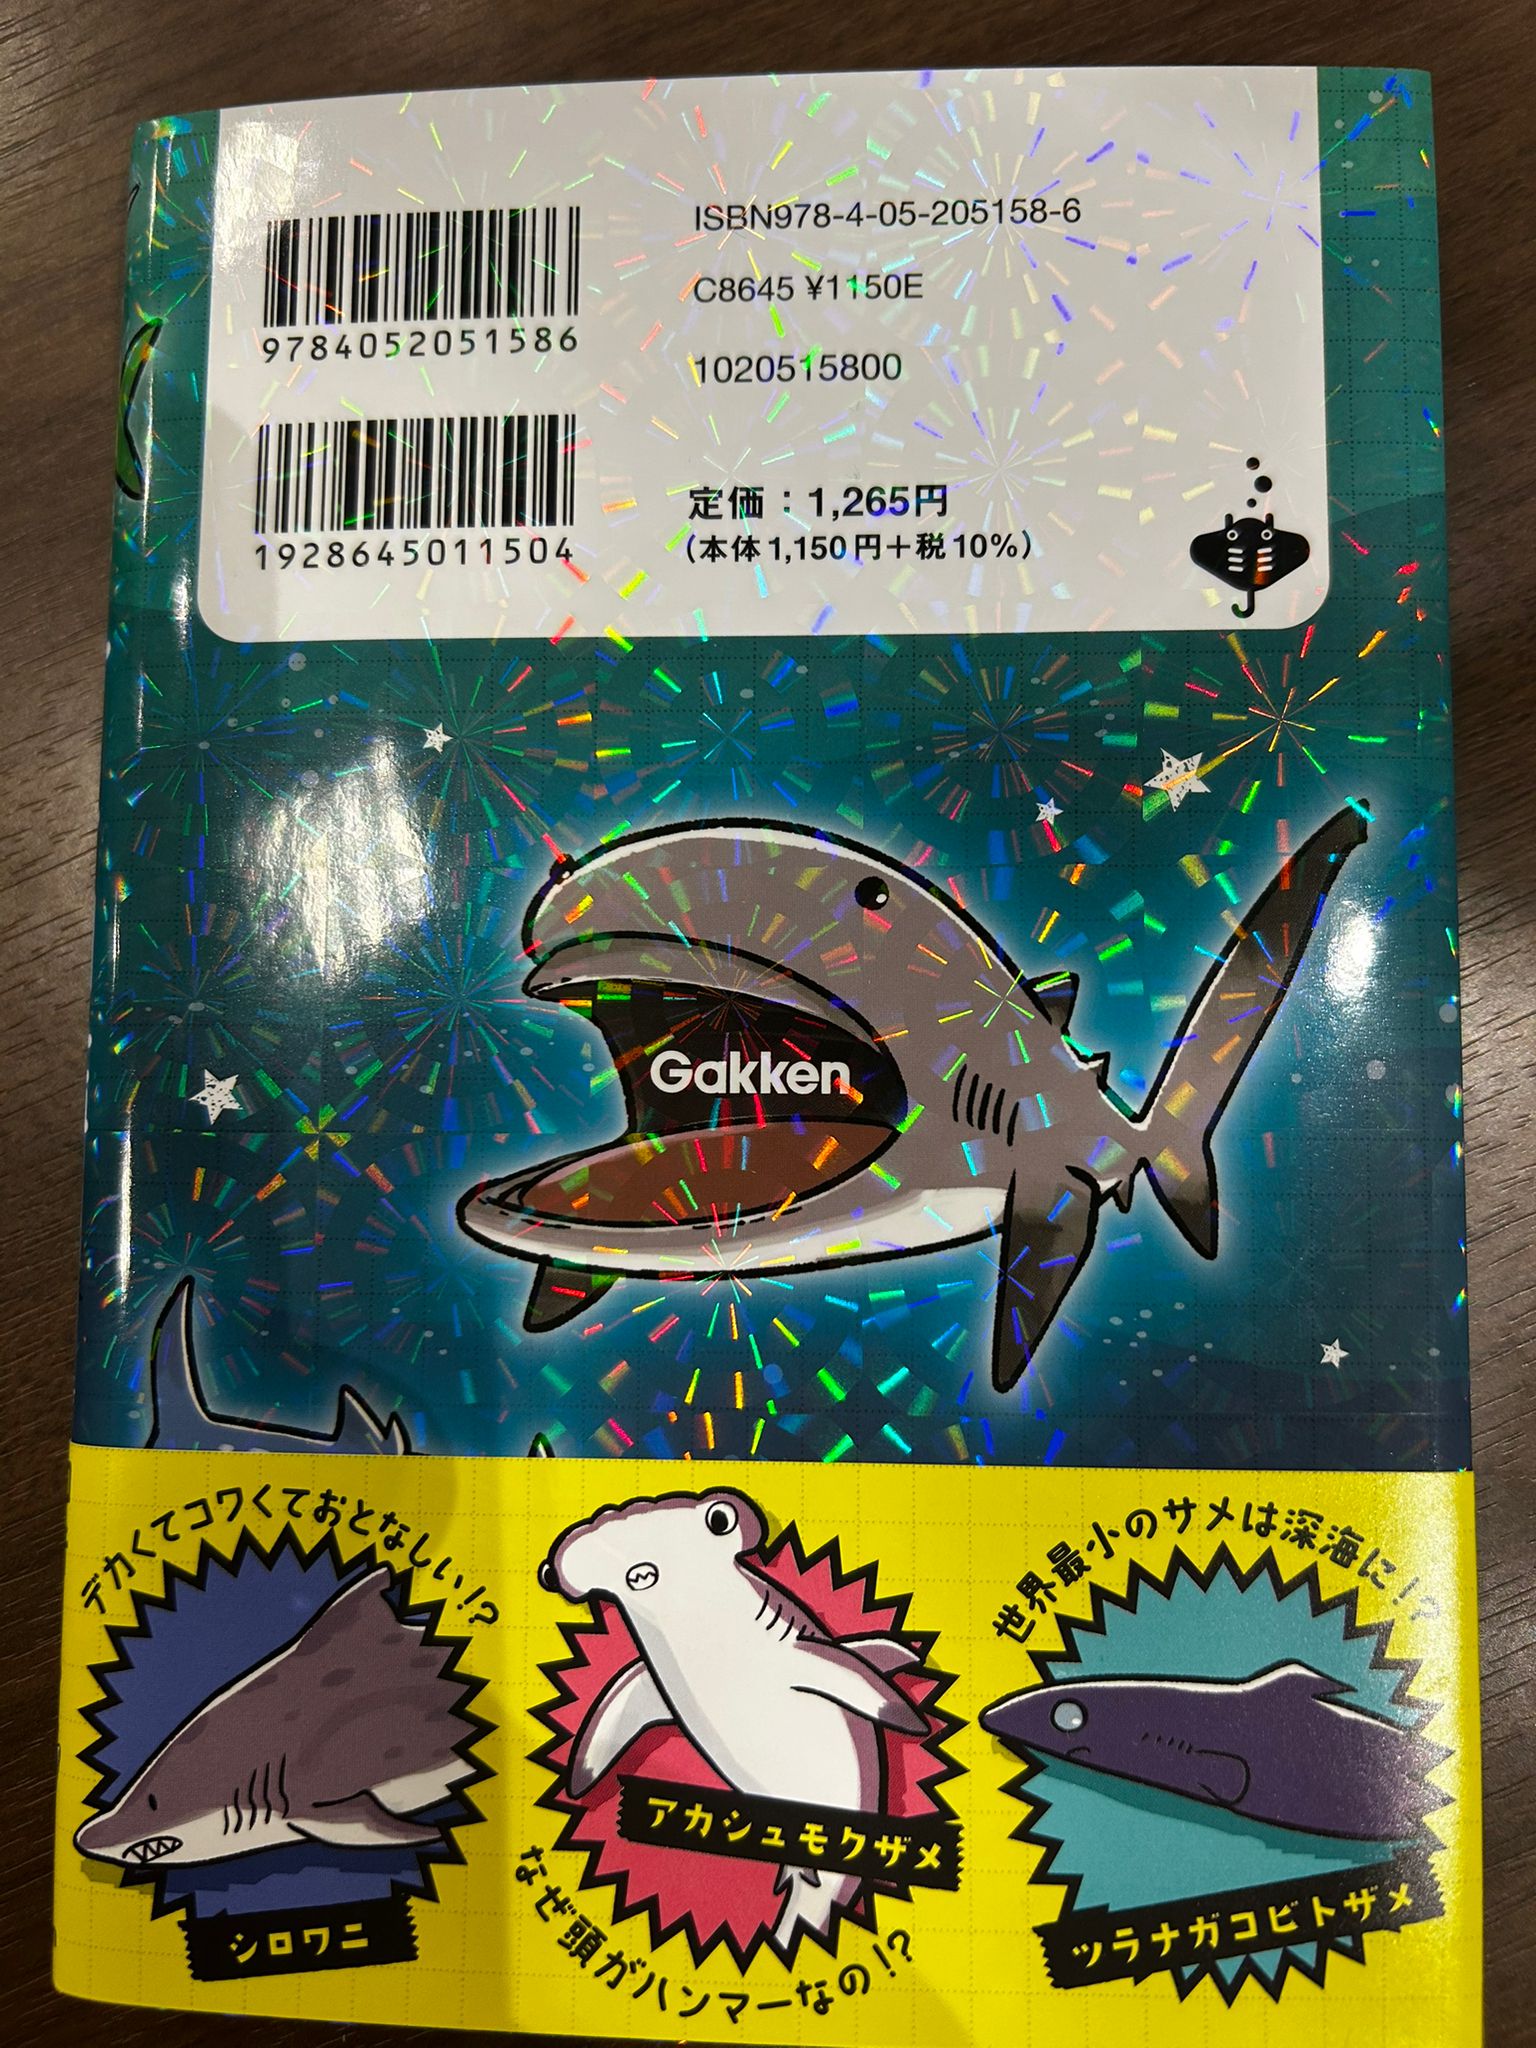 ISBN978-4-05-205158-6
9784052051586
C8645 ¥1150E
1020515800
1928645011504
定価：1,265円
（本体1,150円＋税10%）
Gakken
デカくてコワくておとなしい!?
シロワニ
アカシュモクザメ
なぜ頭がハンマーなの!?
世界最小のサメは深海に!?
ツラナガコビトザメ